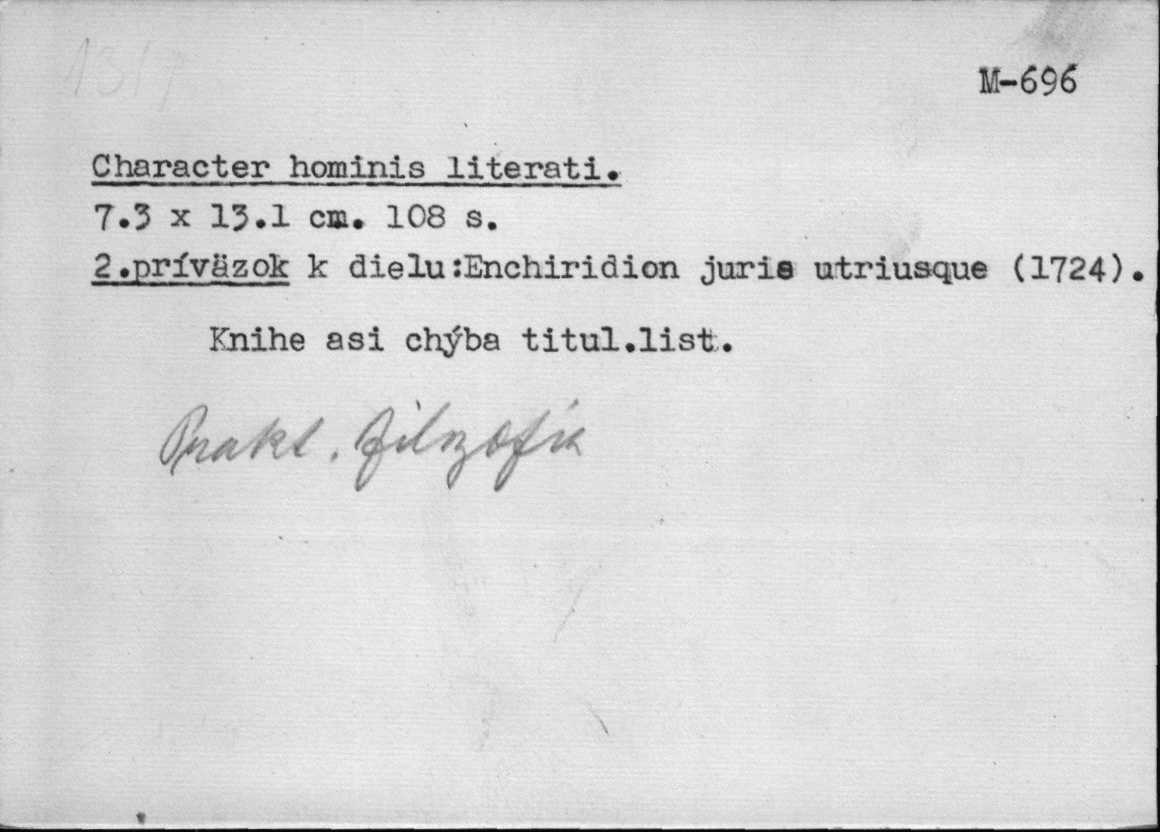 M-696
Character hominis literati.
7.3 x 13.1 cm. 108 s.
2.príväzok k dielu:Enchiridion juris utriusque (1724).
Knihe asi chýba titul.list.
Prakt. filozofia